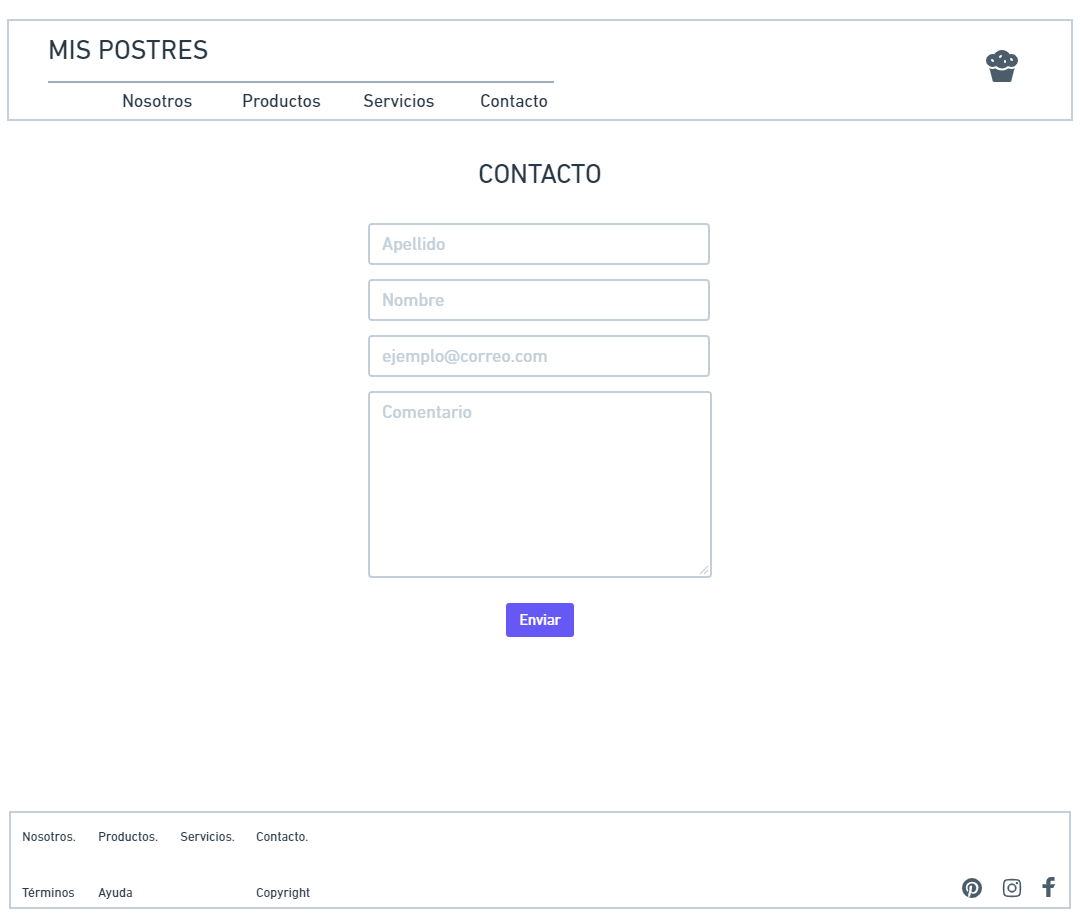 MIS POSTRES
Nosotros Productos Servicios Contacto
CONTACTO
Apellido
Nombre
ejemplo@correo.com
Comentario
Enviar
Nosotros. Productos. Servicios. Contacto.
Términos Ayuda Copyright